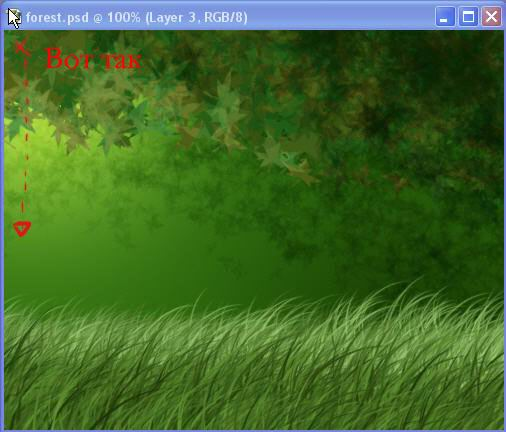 forest.psd @ 100% (Layer 3, RGB/8)
Вот так